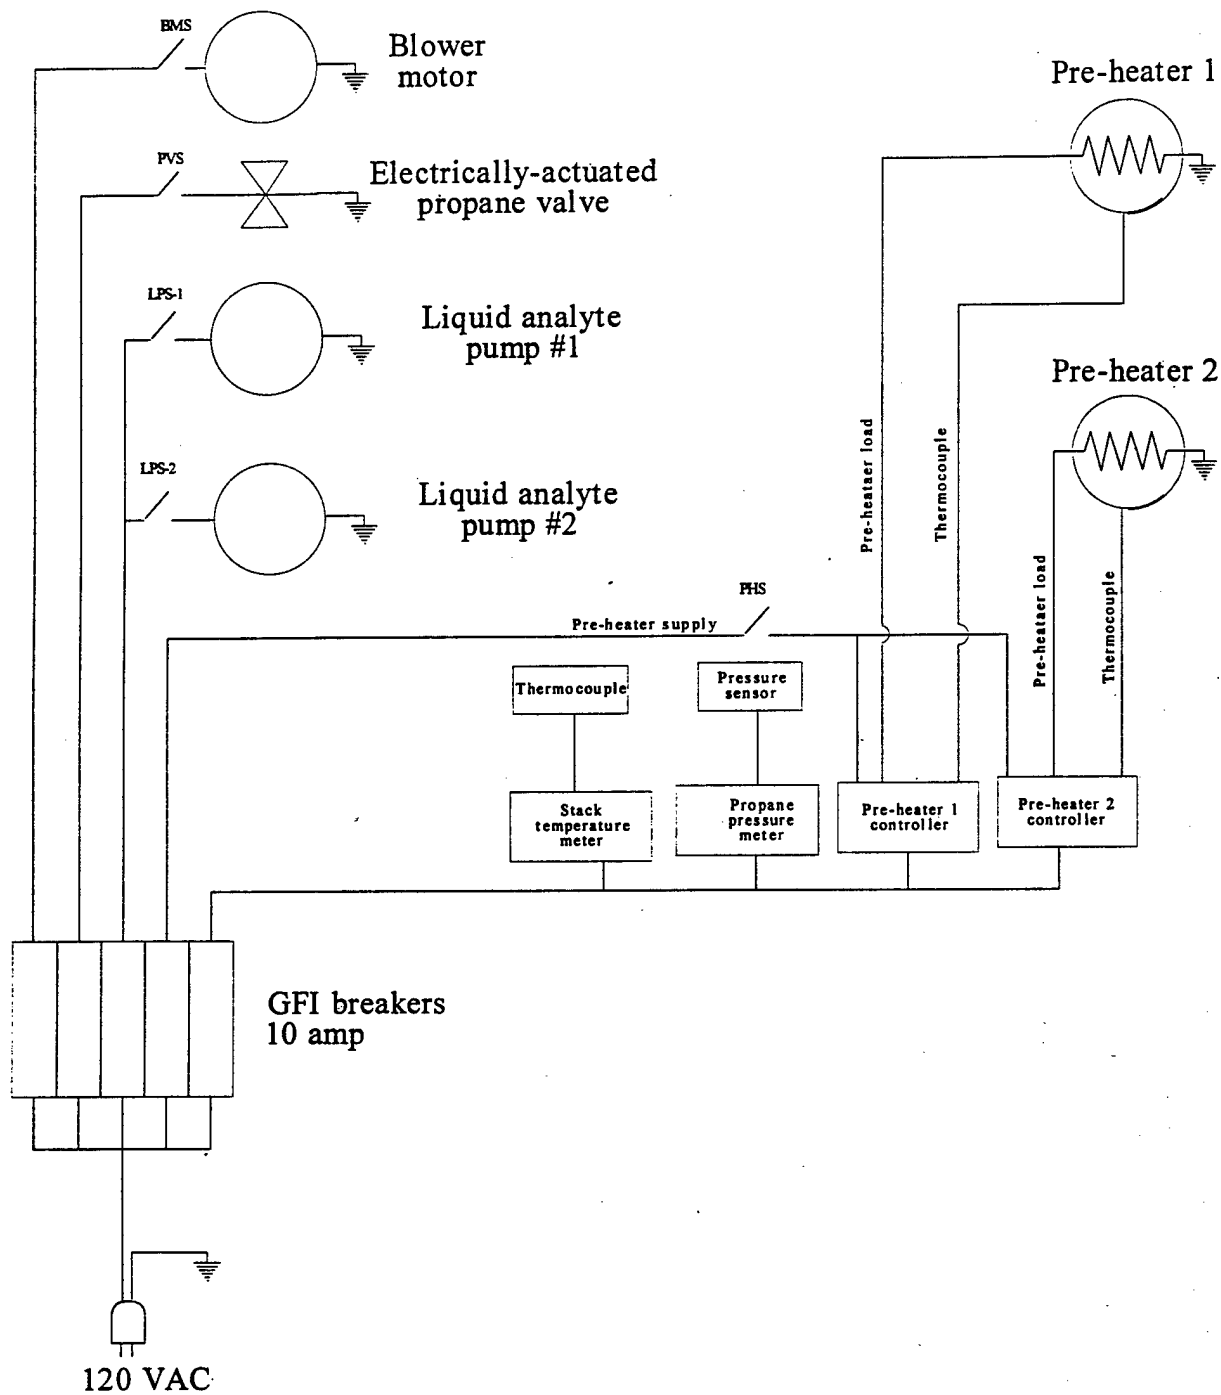 BMS
Blower
motor
Pre-heater 1
PVS
Electrically-actuated
propane valve
LPS-1
Liquid analyte
pump #1
Pre-heater 2
LPS-2
Liquid analyte
pump #2
Pre-heataer load
Thermocouple
Pre-heataer load
Thermocouple
PHS
Pre-heater supply
Thermocouple
Pressure
sensor
Stack
temperature
meter
Propane
pressure
meter
Pre-heater 1
controller
Pre-heater 2
controller
GFI breakers
10 amp
120 VAC